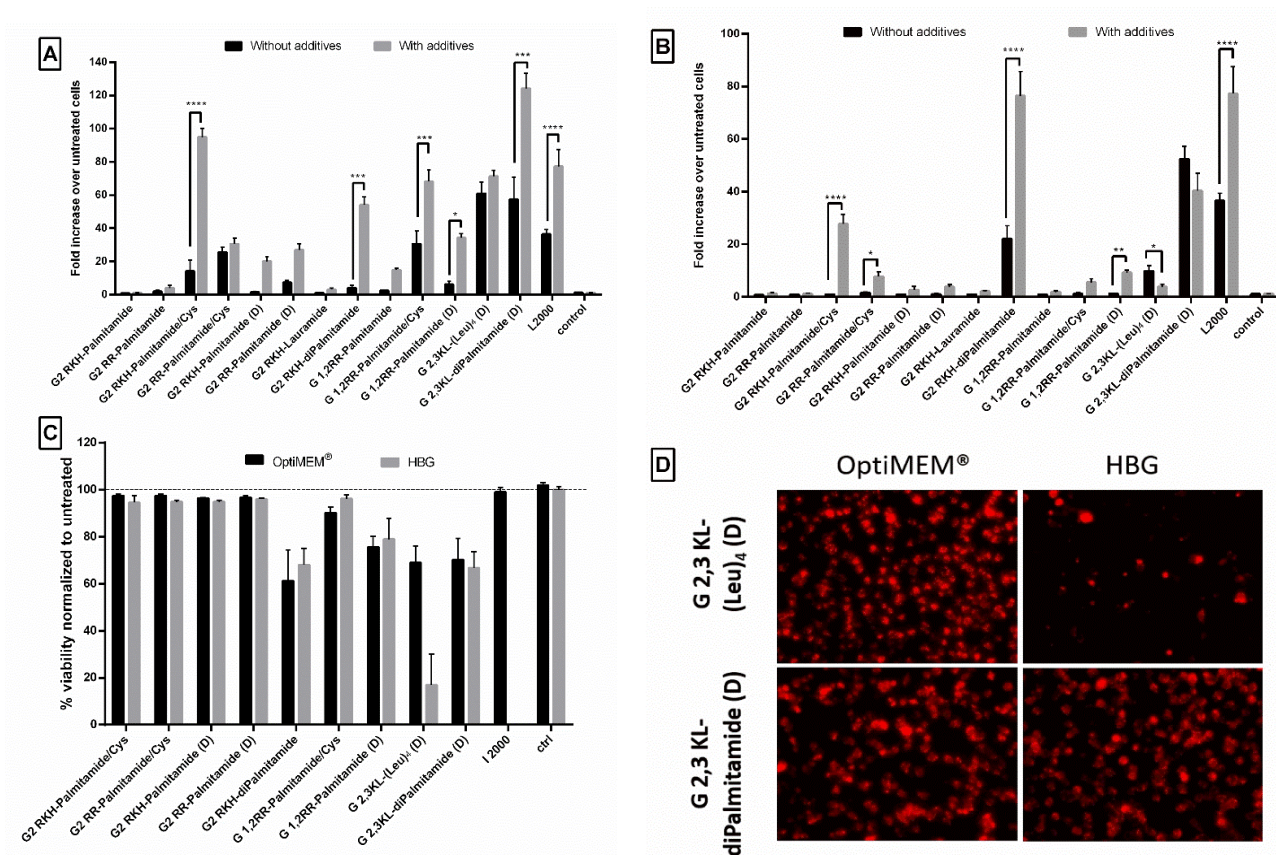 A
Without additives
With additives
Fold increase over untreated cells
140
120
100
80
60
40
20
0
****
***
***
*
***
****
G2 RKH-Palmitamide
G2 RR-Palmitamide
G2 RKH-Palmitamide/Cys
G2 RR-Palmitamide/Cys
G2 RKH-Palmitamide (D)
G2 RR-Palmitamide (D)
G2 RKH-Lauramide
G2 RKH-diPalmitamide
G 1,2RR-Palmitamide
G 1,2RR-Palmitamide/Cys
G 1,2RR-Palmitamide (D)
G 2,3KL-(Leu)₄ (D)
G 2,3KL-diPalmitamide (D)
L2000
control
B
Without additives
With additives
Fold increase over untreated cells
100
80
60
40
20
0
****
*
****
**
*
****
G2 RKH-Palmitamide
G2 RR-Palmitamide
G2 RKH-Palmitamide/Cys
G2 RR-Palmitamide/Cys
G2 RKH-Palmitamide (D)
G2 RR-Palmitamide (D)
G2 RKH-Lauramide
G2 RKH-diPalmitamide
G 1,2RR-Palmitamide
G 1,2RR-Palmitamide/Cys
G 1,2RR-Palmitamide (D)
G 2,3KL-(Leu)₄ (D)
G 2,3KL-diPalmitamide (D)
L2000
control
C
OptiMEM®
HBG
% viability normalized to untreated
120
100
80
60
40
20
0
G2 RKH-Palmitamide/Cys
G2 RR-Palmitamide/Cys
G2 RKH-Palmitamide (D)
G2 RR-Palmitamide (D)
G2 RKH-diPalmitamide
G 1,2RR-Palmitamide/Cys
G 1,2RR-Palmitamide (D)
G 2,3KL-(Leu)₄ (D)
G 2,3KL-diPalmitamide (D)
l 2000
ctrl
D
OptiMEM®
HBG
G 2,3 KL-
(Leu)₄ (D)
G 2,3 KL-
diPalmitamide (D)